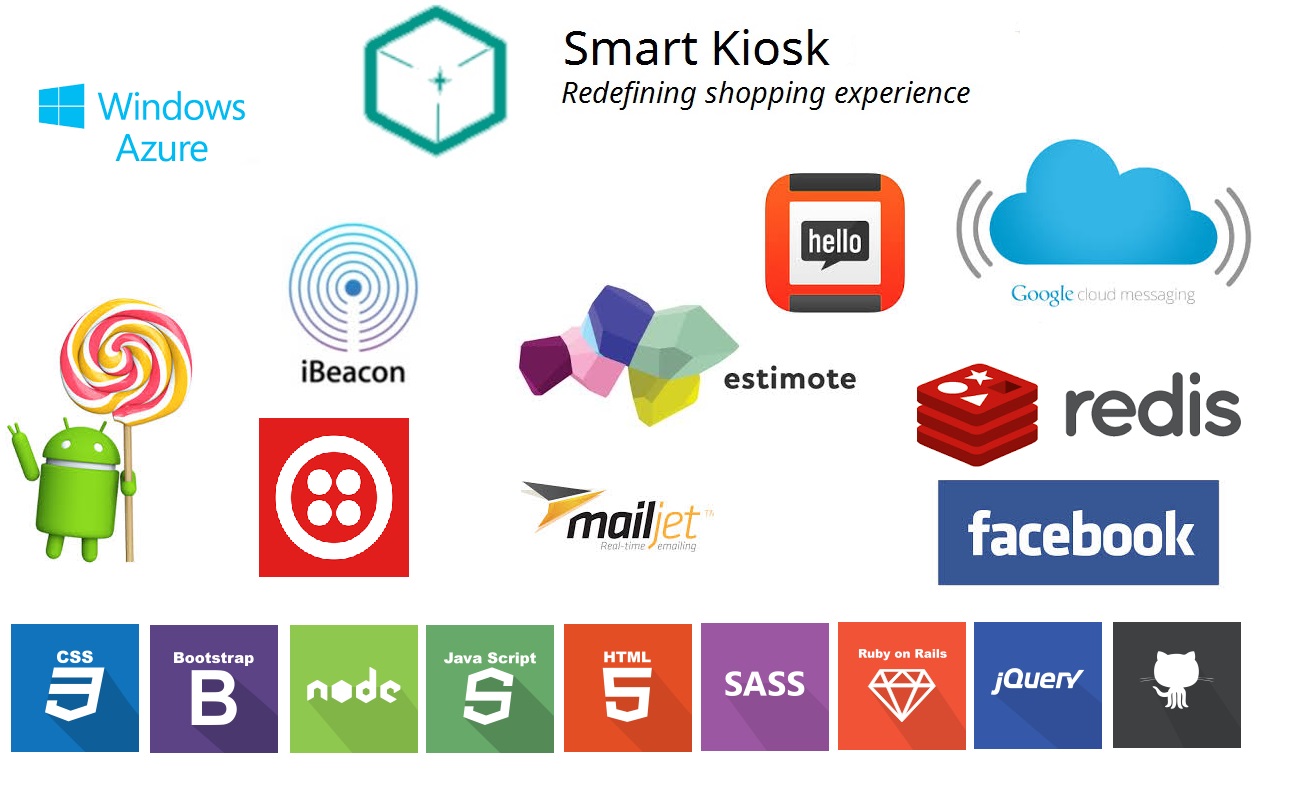 Smart Kiosk
Redefining shopping experience
Windows
Azure
hello
Google cloud messaging
iBeacon
estimote
redis
mailjet™
Real-time emailing
facebook
CSS
3
Bootstrap
B
node
Java Script
S
HTML
5
SASS
Ruby on Rails
jQuery